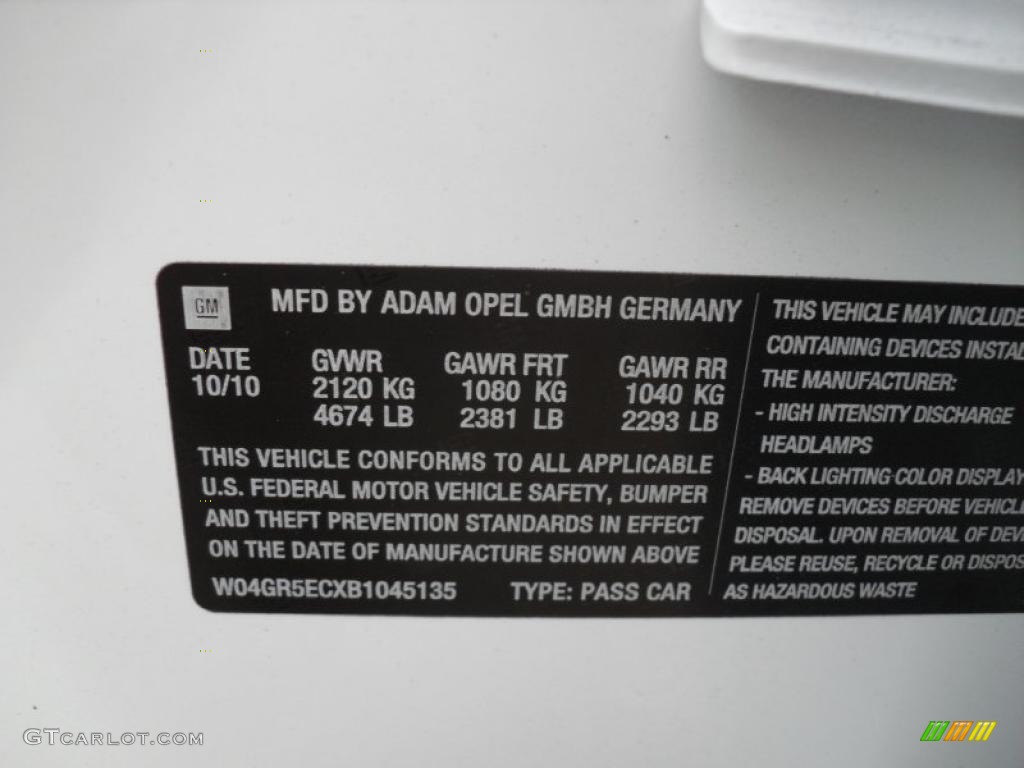 GM
MFD BY ADAM OPEL GMBH GERMANY
DATE GVWR GAWR FRT GAWR RR
10/10 2120 KG 1080 KG 1040 KG
4674 LB 2381 LB 2293 LB
THIS VEHICLE CONFORMS TO ALL APPLICABLE
U.S. FEDERAL MOTOR VEHICLE SAFETY, BUMPER
AND THEFT PREVENTION STANDARDS IN EFFECT
ON THE DATE OF MANUFACTURE SHOWN ABOVE
W04GR5ECXB1045135 TYPE: PASS CAR
THIS VEHICLE MAY INCLUDE
CONTAINING DEVICES INSTAL
THE MANUFACTURER:
- HIGH INTENSITY DISCHARGE
HEADLAMPS
- BACK LIGHTING-COLOR DISPLAY
REMOVE DEVICES BEFORE VEHICLE
DISPOSAL. UPON REMOVAL OF DEV
PLEASE REUSE, RECYCLE OR DISPOS
AS HAZARDOUS WASTE
GTCARLOT.COM